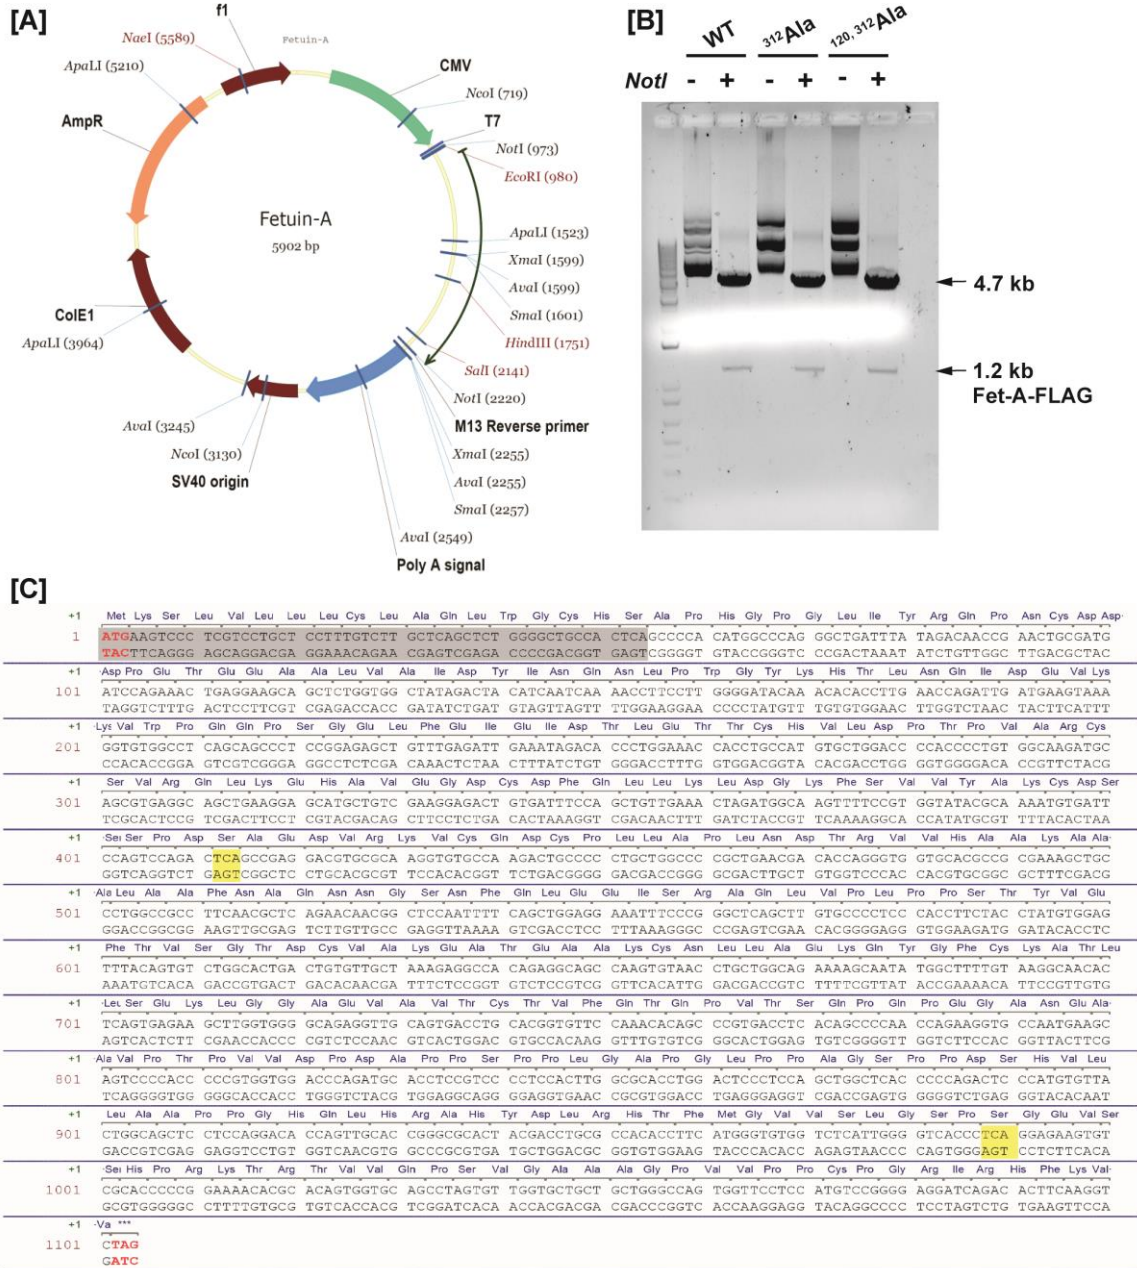 [A]
Fetuin-A
f1
NaeI (5589)
ApaLI (5210)
AmpR
CMV
NcoI (719)
T7
NotI (973)
EcoRI (980)
Fetuin-A
5902 bp
ApaLI (1523)
XmaI (1599)
AvaI (1599)
SmaI (1601)
HindIII (1751)
SalI (2141)
NotI (2220)
M13 Reverse primer
XmaI (2255)
AvaI (2255)
SmaI (2257)
AvaI (2549)
Poly A signal
ColE1
ApaLI (3964)
AvaI (3245)
NcoI (3130)
SV40 origin
[B]
WT 312Ala 120, 312Ala
NotI - + - + - +
4.7 kb
1.2 kb
Fet-A-FLAG
[C]
+1 Met Lys Ser Leu Val Leu Leu Leu Cys Leu Ala Gln Leu Trp Gly Cys His Ser Ala Pro His Gly Pro Gly Leu Ile Tyr Arg Gln Pro Asn Cys Asp Asp·
1 ATGAAGTCCC TCGTCCTGCT CCTTTGTCTT GCTCAGCTCT GGGGCTGCCA CTCAGCCCCA CATGGCCCAG GGCTGATTTA TAGACAACCG AACTGCGATG
TACTTCAGGG AGCAGGACGA GGAAACAGAA CGAGTCGAGA CCCCGACGGT GAGTCGGGGT GTACCGGGTC CCGACTAAAT ATCTGTTGGC TTGACGCTAC
+1 ·Asp Pro Glu Thr Glu Glu Ala Ala Leu Val Ala Ile Asp Tyr Ile Asn Gln Asn Leu Pro Trp Gly Tyr Lys His Thr Leu Asn Gln Ile Asp Glu Val Lys
101 ATCCAGAAAC TGAGGAAGCA GCTCTGGTGG CTATAGACTA CATCAATCAA AACCTTCCTT GGGGATACAA ACACACCTTG AACCAGATTG ATGAAGTAAA
TAGGTCTTTG ACTCCTTCGT CGAGACCACC GATATCTGAT GTAGTTAGTT TTGGAAGGAA CCCCTATGTT TGTGTGGAAC TTGGTCTAAC TACTTCATTT
+1 ·Lys Val Trp Pro Gln Gln Pro Ser Gly Glu Leu Phe Glu Ile Glu Ile Asp Thr Leu Glu Thr Thr Cys His Val Leu Asp Pro Thr Pro Val Ala Arg Cys
201 GGTGTGGCCT CAGCAGCCCT CCGGAGAGCT GTTTGAGATT GAAATAGACA CCCTGGAAAC CACCTGCCAT GTGCTGGACC CCACCCCTGT GGCAAGATGC
CCACACCGGA GTCGTCGGGA GGCCTCTCGA CAAACTCTAA CTTTATCTGT GGGACCTTTG GTGGACGGTA CACGACCTGG GGTGGGGACA CCGTTCTACG
+1 Ser Val Arg Gln Leu Lys Glu His Ala Val Glu Gly Asp Cys Asp Phe Gln Leu Leu Lys Leu Asp Gly Lys Phe Ser Val Val Tyr Ala Lys Cys Asp Ser
301 AGCGTGAGGC AGCTGAAGGA GCATGCTGTC GAAGGAGACT GTGATTTCCA GCTGTTGAAA CTAGATGGCA AGTTTTCCGT GGTATACGCA AAATGTGATT
TCGCACTCCG TCGACTTCCT CGTACGACAG CTTCCTCTGA CACTAAAGGT CGACAACTTT GATCTACCGT TCAAAAGGCA CCATATGCGT TTTACACTAA
+1 ·Ser Ser Pro Asp Ser Ala Glu Asp Val Arg Lys Val Cys Gln Asp Cys Pro Leu Leu Ala Pro Leu Asn Asp Thr Arg Val Val His Ala Ala Lys Ala Ala·
401 CCAGTCCAGA CTCAGCCGAG GACGTGCGCA AGGTGTGCCA AGACTGCCCC CTGCTGGCCC CGCTGAACGA CACCAGGGTG GTGCACGCCG CGAAAGCTGC
GGTCAGGTCT GAGTCGGCTC CTGCACGCGT TCCACACGGT TCTGACGGGG GACGACCGGG GCGACTTGCT GTGGTCCCAC CACGTGCGGC GCTTTCGACG
+1 ·Ala Leu Ala Ala Phe Asn Ala Gln Asn Asn Gly Ser Asn Phe Gln Leu Glu Glu Ile Ser Arg Ala Gln Leu Val Pro Leu Pro Pro Ser Thr Tyr Val Glu
501 CCTGGCCGCC TTCAACGCTC AGAACAACGG CTCCAATTTT CAGCTGGAGG AAATTTCCCG GGCTCAGCTT GTGCCCCTCC CACCTTCTAC CTATGTGGAG
GGACCGGCGG AAGTTGCGAG TCTTGTTGCC GAGGTTAAAA GTCGACCTCC TTTAAAGGGC CCGAGTCGAA CACGGGGAGG GTGGAAGATG GATACACCTC
+1 Phe Thr Val Ser Gly Thr Asp Cys Val Ala Lys Glu Ala Thr Glu Ala Ala Lys Cys Asn Leu Leu Ala Glu Lys Gln Tyr Gly Phe Cys Lys Ala Thr Leu
601 TTTACAGTGT CTGGCACTGA CTGTGTTGCT AAAGAGGCCA CAGAGGCAGC CAAGTGTAAC CTGCTGGCAG AAAAGCAATA TGGCTTTTGT AAGGCAACAC
AAATGTCACA GACCGTGACT GACACAACGA TTTCTCCGGT GTCTCCGTCG GTTCACATTG GACGACCGTC TTTTCGTTAT ACCGAAAACA TTCCGTTGTG
+1 ·Leu Ser Glu Lys Leu Gly Gly Ala Glu Val Ala Val Thr Cys Thr Val Phe Gln Thr Gln Pro Val Thr Ser Gln Pro Gln Pro Glu Gly Ala Asn Glu Ala·
701 TCAGTGAGAA GCTTGGTGGG GCAGAGGTTG CAGTGACCTG CACGGTGTTC CAAACACAGC CCGTGACCTC ACAGCCCCAA CCAGAAGGTG CCAATGAAGC
AGTCACTCTT CGAACCACCC CGTCTCCAAC GTCACTGGAC GTGCCACAAG GTTTGTGTCG GGCACTGGAG TGTCGGGGTT GGTCTTCCAC GGTTACTTCG
+1 ·Ala Val Pro Thr Pro Val Val Asp Pro Asp Ala Pro Pro Ser Pro Pro Leu Gly Ala Pro Gly Leu Pro Pro Ala Gly Ser Pro Pro Asp Ser His Val Leu
801 AGTCCCCACC CCCGTGGTGG ACCCAGATGC ACCTCCGTCC CCTCCACTTG GCGCACCTGG ACTCCCTCCA GCTGGCTCAC CCCCAGACTC CCATGTGTTA
TCAGGGGTGG GGGCACCACC TGGGTCTACG TGGAGGCAGG GGAGGTGAAC CGCGTGGACC TGAGGGAGGT CGACCGAGTG GGGGTCTGAG GGTACACAAT
+1 Leu Ala Ala Pro Pro Gly His Gln Leu His Arg Ala His Tyr Asp Leu Arg His Thr Phe Met Gly Val Val Ser Leu Gly Ser Pro Ser Gly Glu Val Ser
901 CTGGCAGCTC CTCCAGGACA CCAGTTGCAC CGGGCGCACT ACGACCTGCG CCACACCTTC ATGGGTGTGG TCTCATTGGG GTCACCCTCA GGAGAAGTGT
GACCGTCGAG GAGGTCCTGT GGTCAACGTG GCCCGCGTGA TGCTGGACGC GGTGTGGAAG TACCCACACC AGAGTAACCC CAGTGGGAGT CCTCTTCACA
+1 ·Ser His Pro Arg Lys Thr Arg Thr Val Val Gln Pro Ser Val Gly Ala Ala Ala Gly Pro Val Val Pro Pro Cys Pro Gly Arg Ile Arg His Phe Lys Val·
1001 CGCACCCCCG GAAAACACGC ACAGTGGTGC AGCCTAGTGT TGGTGCTGCT GCTGGGCCAG TGGTTCCTCC ATGTCCGGGG AGGATCAGAC ACTTCAAGGT
GCGTGGGGGC CTTTTGTGCG TGTCACCACG TCGGATCACA ACCACGACGA CGACCCGGTC ACCAAGGAGG TACAGGCCCC TCCTAGTCTG TGAAGTTCCA
+1 ·Va ***
1101 CTAG
GATC